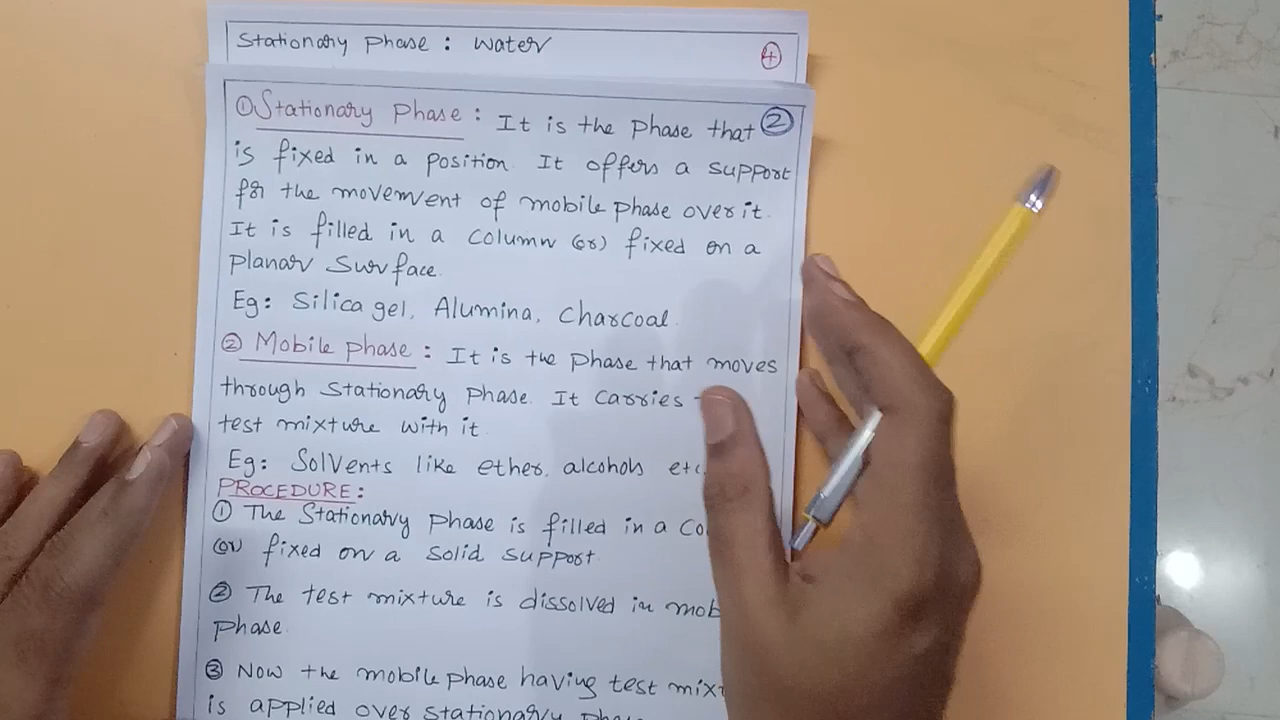 Stationary Phase : Water
4
① Stationary Phase : It is the Phase that ②
is fixed in a position. It offers a support
for the movement of mobile phase over it.
It is filled in a column (or) fixed on a
Planar Surface.
Eg: Silica gel, Alumina, Charcoal.
② Mobile phase : It is the phase that moves
through Stationary phase. It carries
test mixture with it.
Eg: Solvents like ether, alcohols etc
PROCEDURE:
① The Stationary phase is filled in a co
(or) fixed on a solid support.
② The test mixture is dissolved in mob
Phase.
③ Now the mobile phase having test mixt
is applied over stationary phase